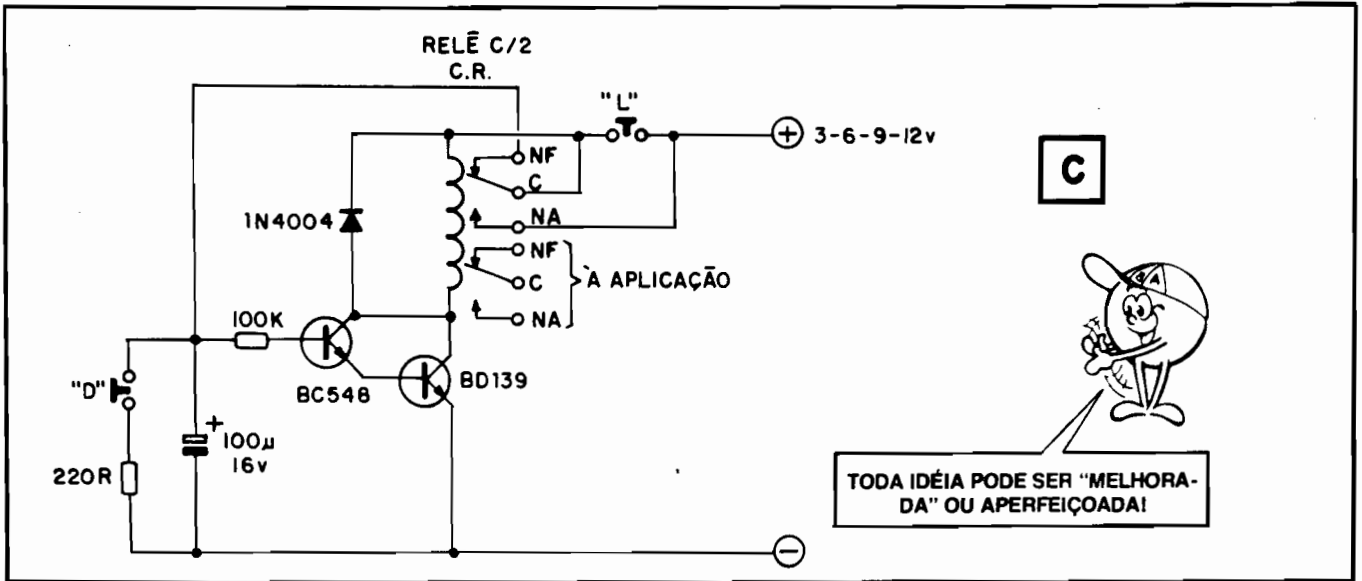 RELÊ C/2
C.R.
"L"
+ 3-6-9-12v
C
NF
C
NA
1N4004
NF
C
NA
À APLICAÇÃO
100K
"D"
BC548
BD139
+
100µ
16v
220R
TODA IDÉIA PODE SER "MELHORA-
DA" OU APERFEIÇOADA!
−